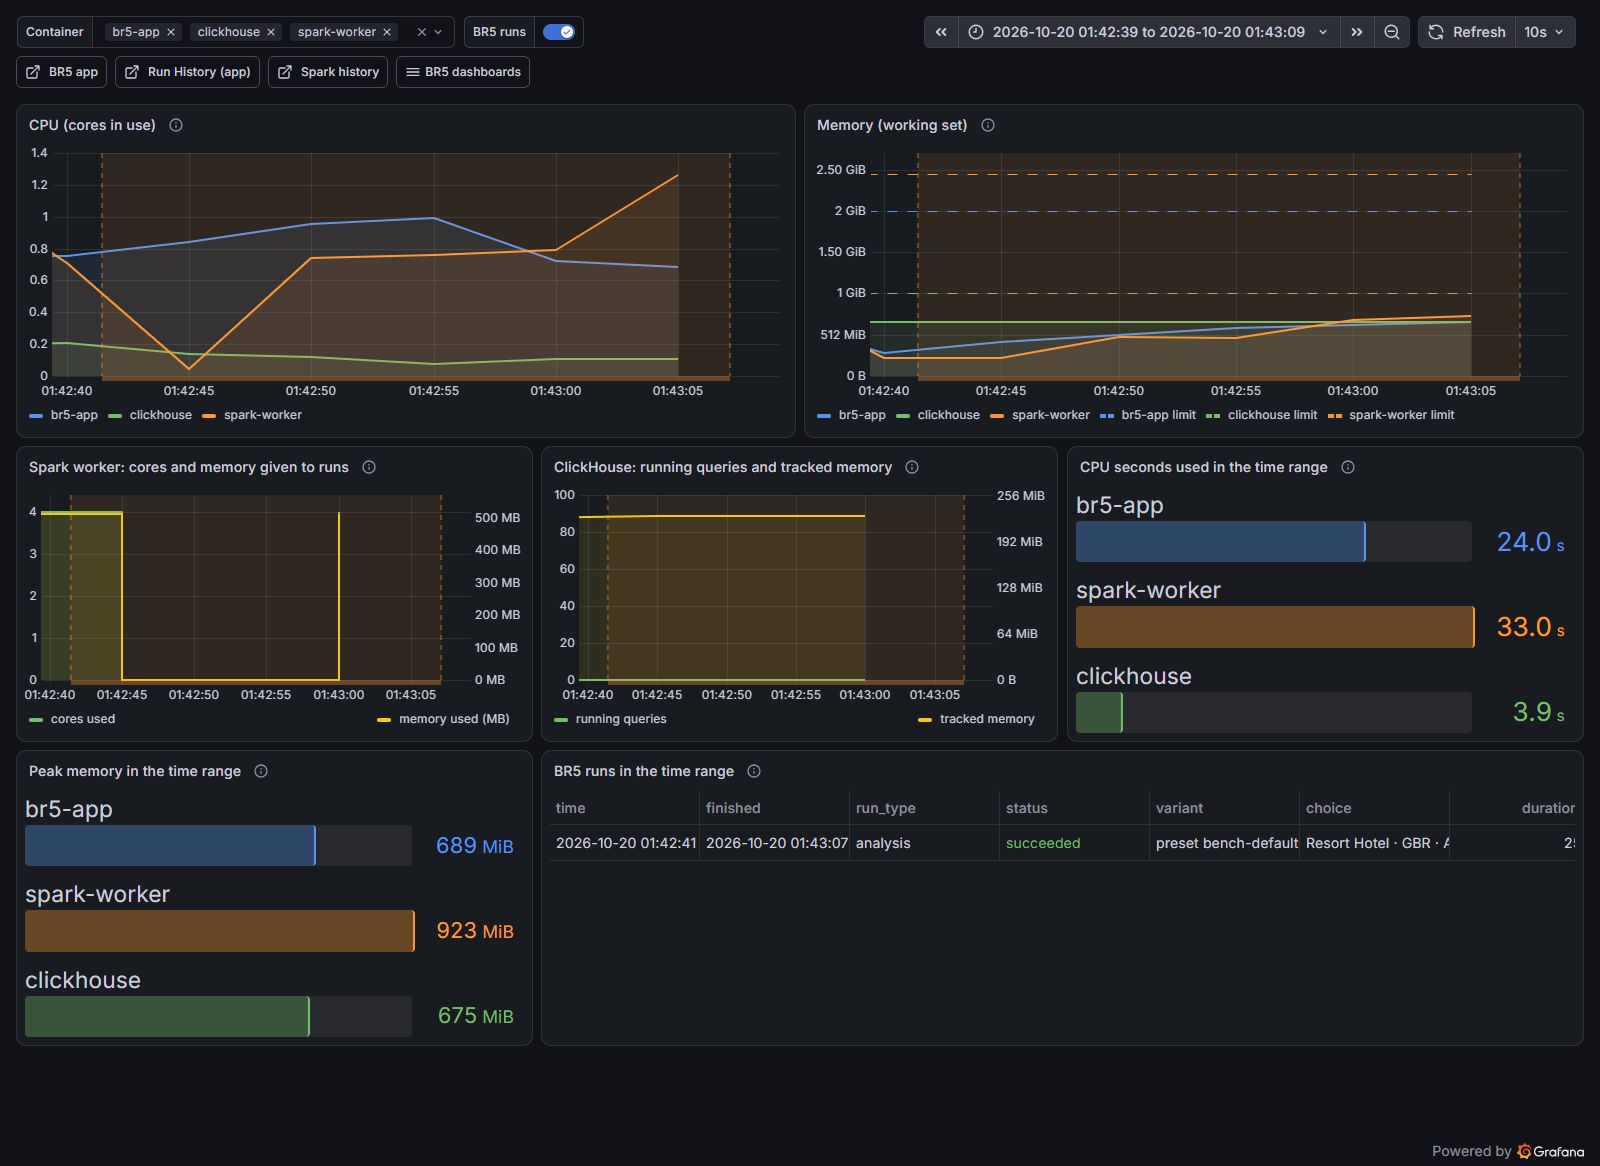 Container br5-app × clickhouse × spark-worker × × BR5 runs 2026-10-20 01:42:39 to 2026-10-20 01:43:09 Refresh 10s
BR5 app Run History (app) Spark history BR5 dashboards
CPU (cores in use)
1.4
1.2
1
0.8
0.6
0.4
0.2
0
01:42:40 01:42:45 01:42:50 01:42:55 01:43:00 01:43:05
br5-app clickhouse spark-worker
Memory (working set)
2.50 GiB
2 GiB
1.50 GiB
1 GiB
512 MiB
0 B
01:42:40 01:42:45 01:42:50 01:42:55 01:43:00 01:43:05
br5-app clickhouse spark-worker br5-app limit clickhouse limit spark-worker limit
Spark worker: cores and memory given to runs
4
3
2
1
0
500 MB
400 MB
300 MB
200 MB
100 MB
0 MB
01:42:40 01:42:45 01:42:50 01:42:55 01:43:00 01:43:05
cores used memory used (MB)
ClickHouse: running queries and tracked memory
100
80
60
40
20
0
256 MiB
192 MiB
128 MiB
64 MiB
0 B
01:42:40 01:42:45 01:42:50 01:42:55 01:43:00 01:43:05
running queries tracked memory
CPU seconds used in the time range
br5-app
24.0 s
spark-worker
33.0 s
clickhouse
3.9 s
Peak memory in the time range
br5-app
689 MiB
spark-worker
923 MiB
clickhouse
675 MiB
BR5 runs in the time range
time finished run_type status variant choice duration
2026-10-20 01:42:41 2026-10-20 01:43:07 analysis succeeded preset bench-default Resort Hotel · GBR ·
Powered by Grafana